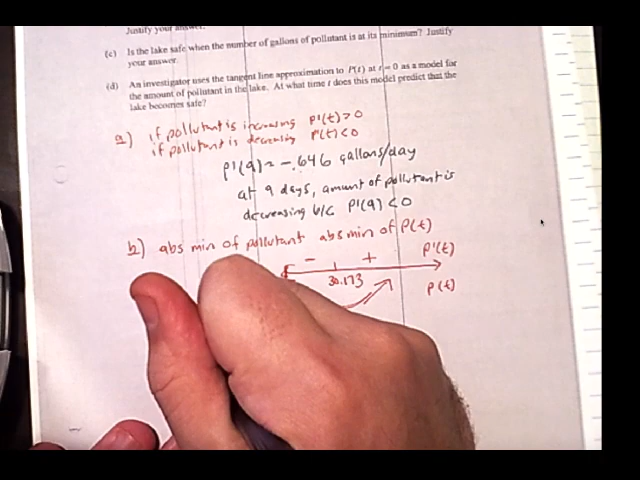 Justify your answer.
(c) Is the lake safe when the number of gallons of pollutant is at its minimum? Justify
your answer.
(d) An investigator uses the tangent line approximation to P(t) at t = 0 as a model for
the amount of pollutant in the lake. At what time t does this model predict that the
lake becomes safe?
a) if pollutant is increasing P'(t) > 0
if pollutant is decreasing P'(t) < 0
P'(9) = -.646 gallons/day
at 9 days, amount of pollutant is
decreasing b/c P'(9) < 0
b) abs min of pollutant abs min of P(t)
- + P'(t)
30.173
P(t)